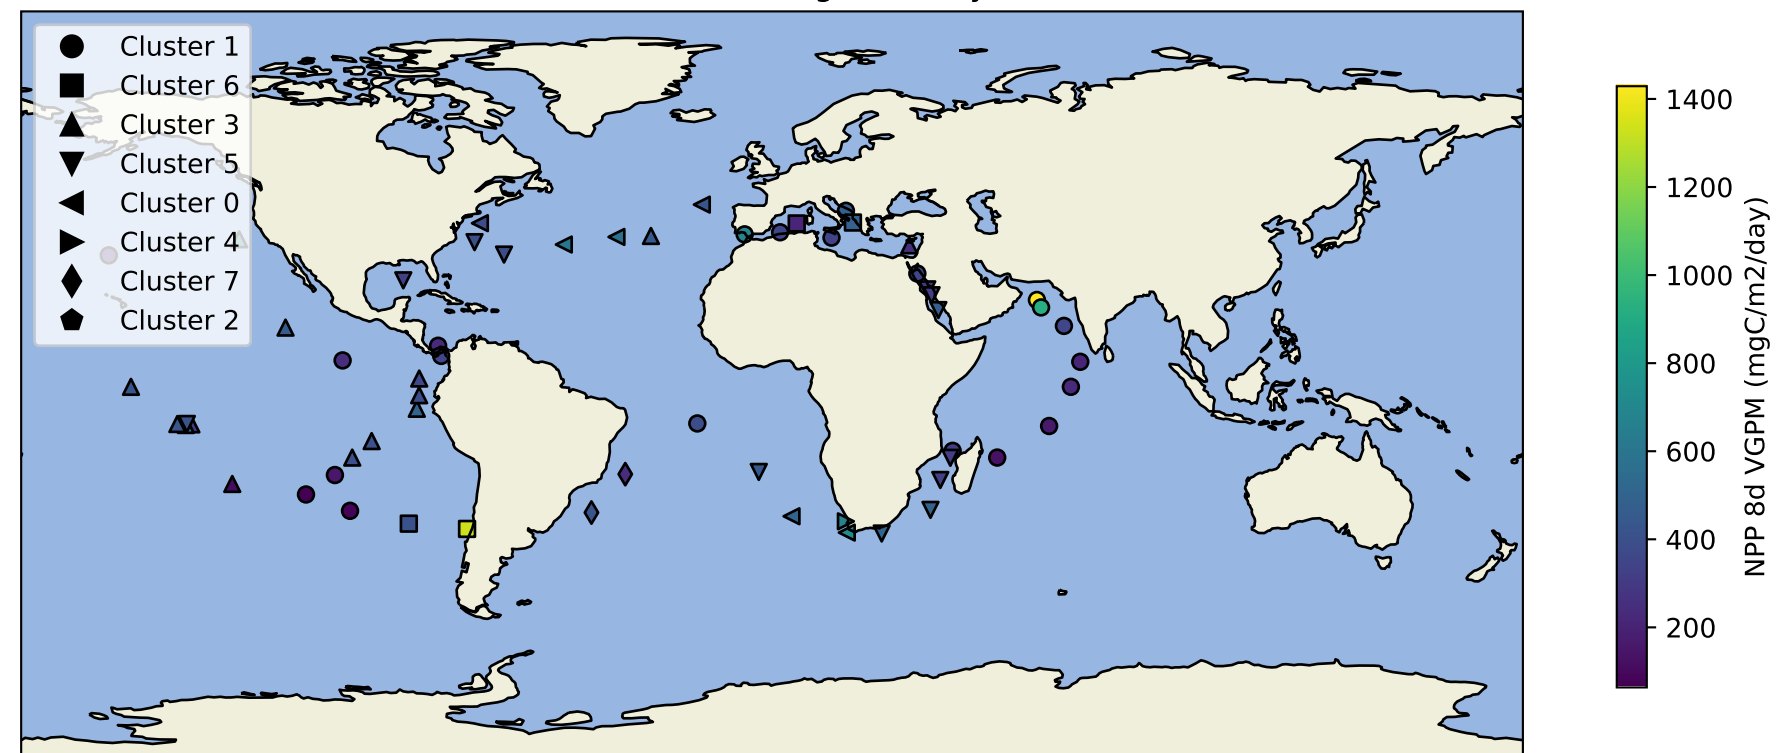 Cluster 1
Cluster 6
Cluster 3
Cluster 5
Cluster 0
Cluster 4
Cluster 7
Cluster 2
1400
1200
1000
800
600
400
200
NPP 8d VGPM (mgC/m2/day)